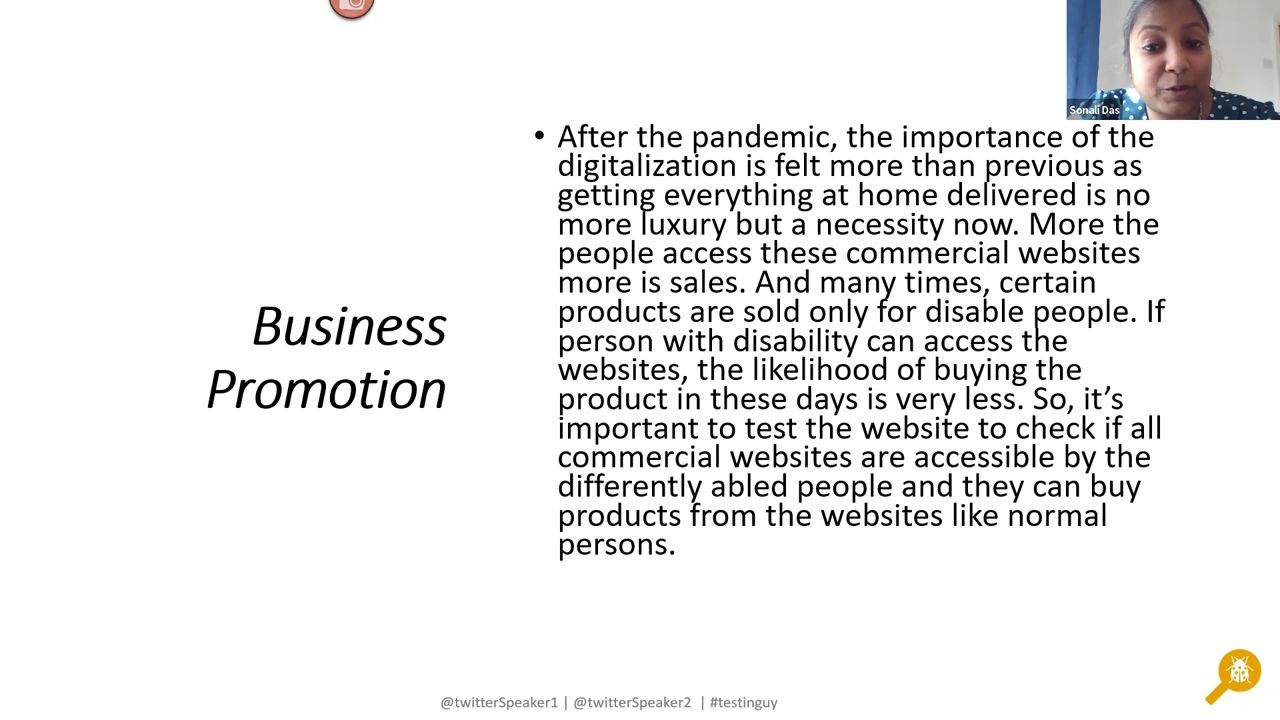 Sonali Das
Business
Promotion
• After the pandemic, the importance of the
digitalization is felt more than previous as
getting everything at home delivered is no
more luxury but a necessity now. More the
people access these commercial websites
more is sales. And many times, certain
products are sold only for disable people. If
person with disability can access the
websites, the likelihood of buying the
product in these days is very less. So, it’s
important to test the website to check if all
commercial websites are accessible by the
differently abled people and they can buy
products from the websites like normal
persons.
@twitterSpeaker1 | @twitterSpeaker2 | #testinguy